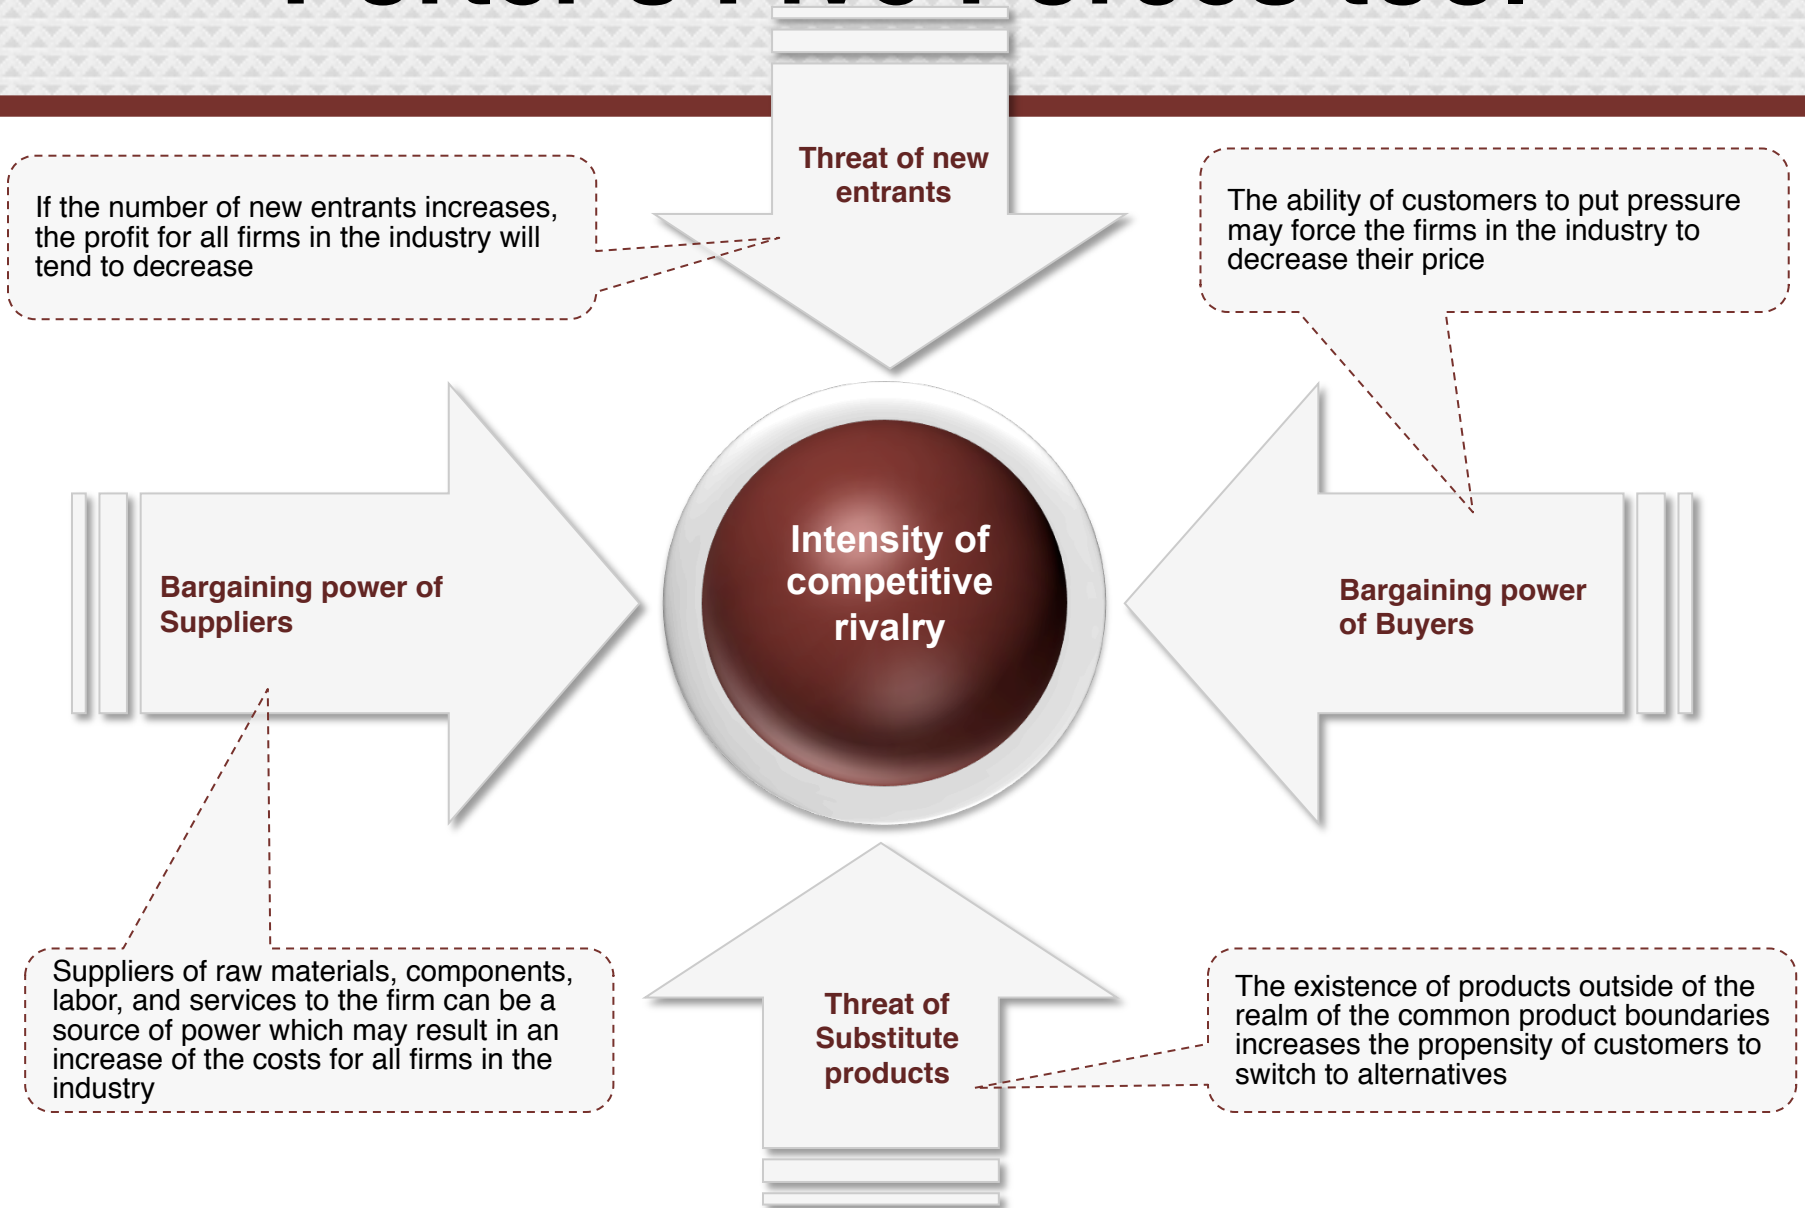 Porter's Five Forces tool
Threat of new
entrants
If the number of new entrants increases,
the profit for all firms in the industry will
tend to decrease
The ability of customers to put pressure
may force the firms in the industry to
decrease their price
Intensity of
competitive
rivalry
Bargaining power of
Suppliers
Bargaining power
of Buyers
Suppliers of raw materials, components,
labor, and services to the firm can be a
source of power which may result in an
increase of the costs for all firms in the
industry
Threat of
Substitute
products
The existence of products outside of the
realm of the common product boundaries
increases the propensity of customers to
switch to alternatives